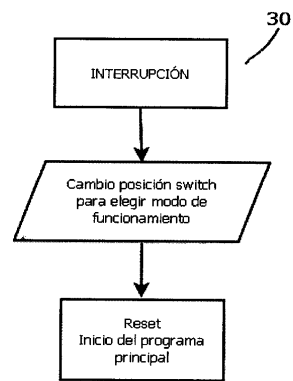 30
INTERRUPCIÓN
Cambio posición switch
para elegir modo de
funcionamiento
Reset
Inicio del programa
principal